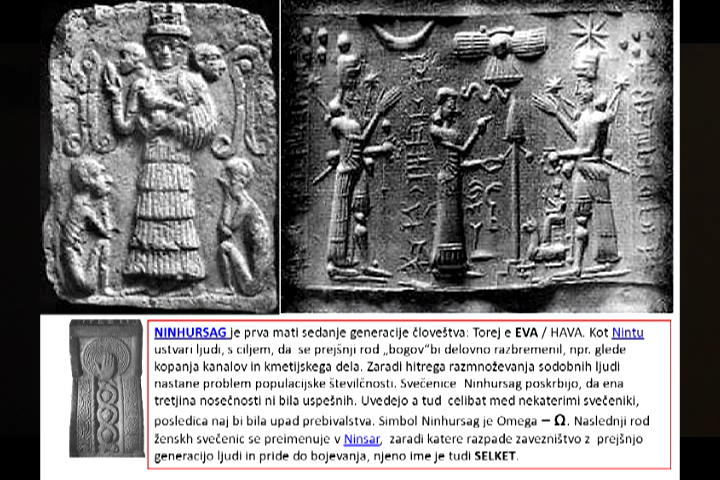 NINHURSAG je prva mati sedanje generacije človeštva: Torej e EVA / HAVA. Kot Nintu
ustvari ljudi, s ciljem, da se prejšnji rod „bogov“bi delovno razbremenil, npr. glede
kopanja kanalov in kmetijskega dela. Zaradi hitrega razmnoževanja sodobnih ljudi
nastane problem populacijske številčnosti. Svečenice Ninhursag poskrbijo, da ena
tretjina nosečnosti ni bila uspešnih. Uvedejo a tud celibat med nekaterimi svečeniki,
posledica naj bi bila upad prebivalstva. Simbol Ninhursag je Omega – Ω. Naslednji rod
ženskh svečenic se preimenuje v Ninsar, zaradi katere razpade zavezništvo z prejšnjo
generacijo ljudi in pride do bojevanja, njeno ime je tudi SELKET.